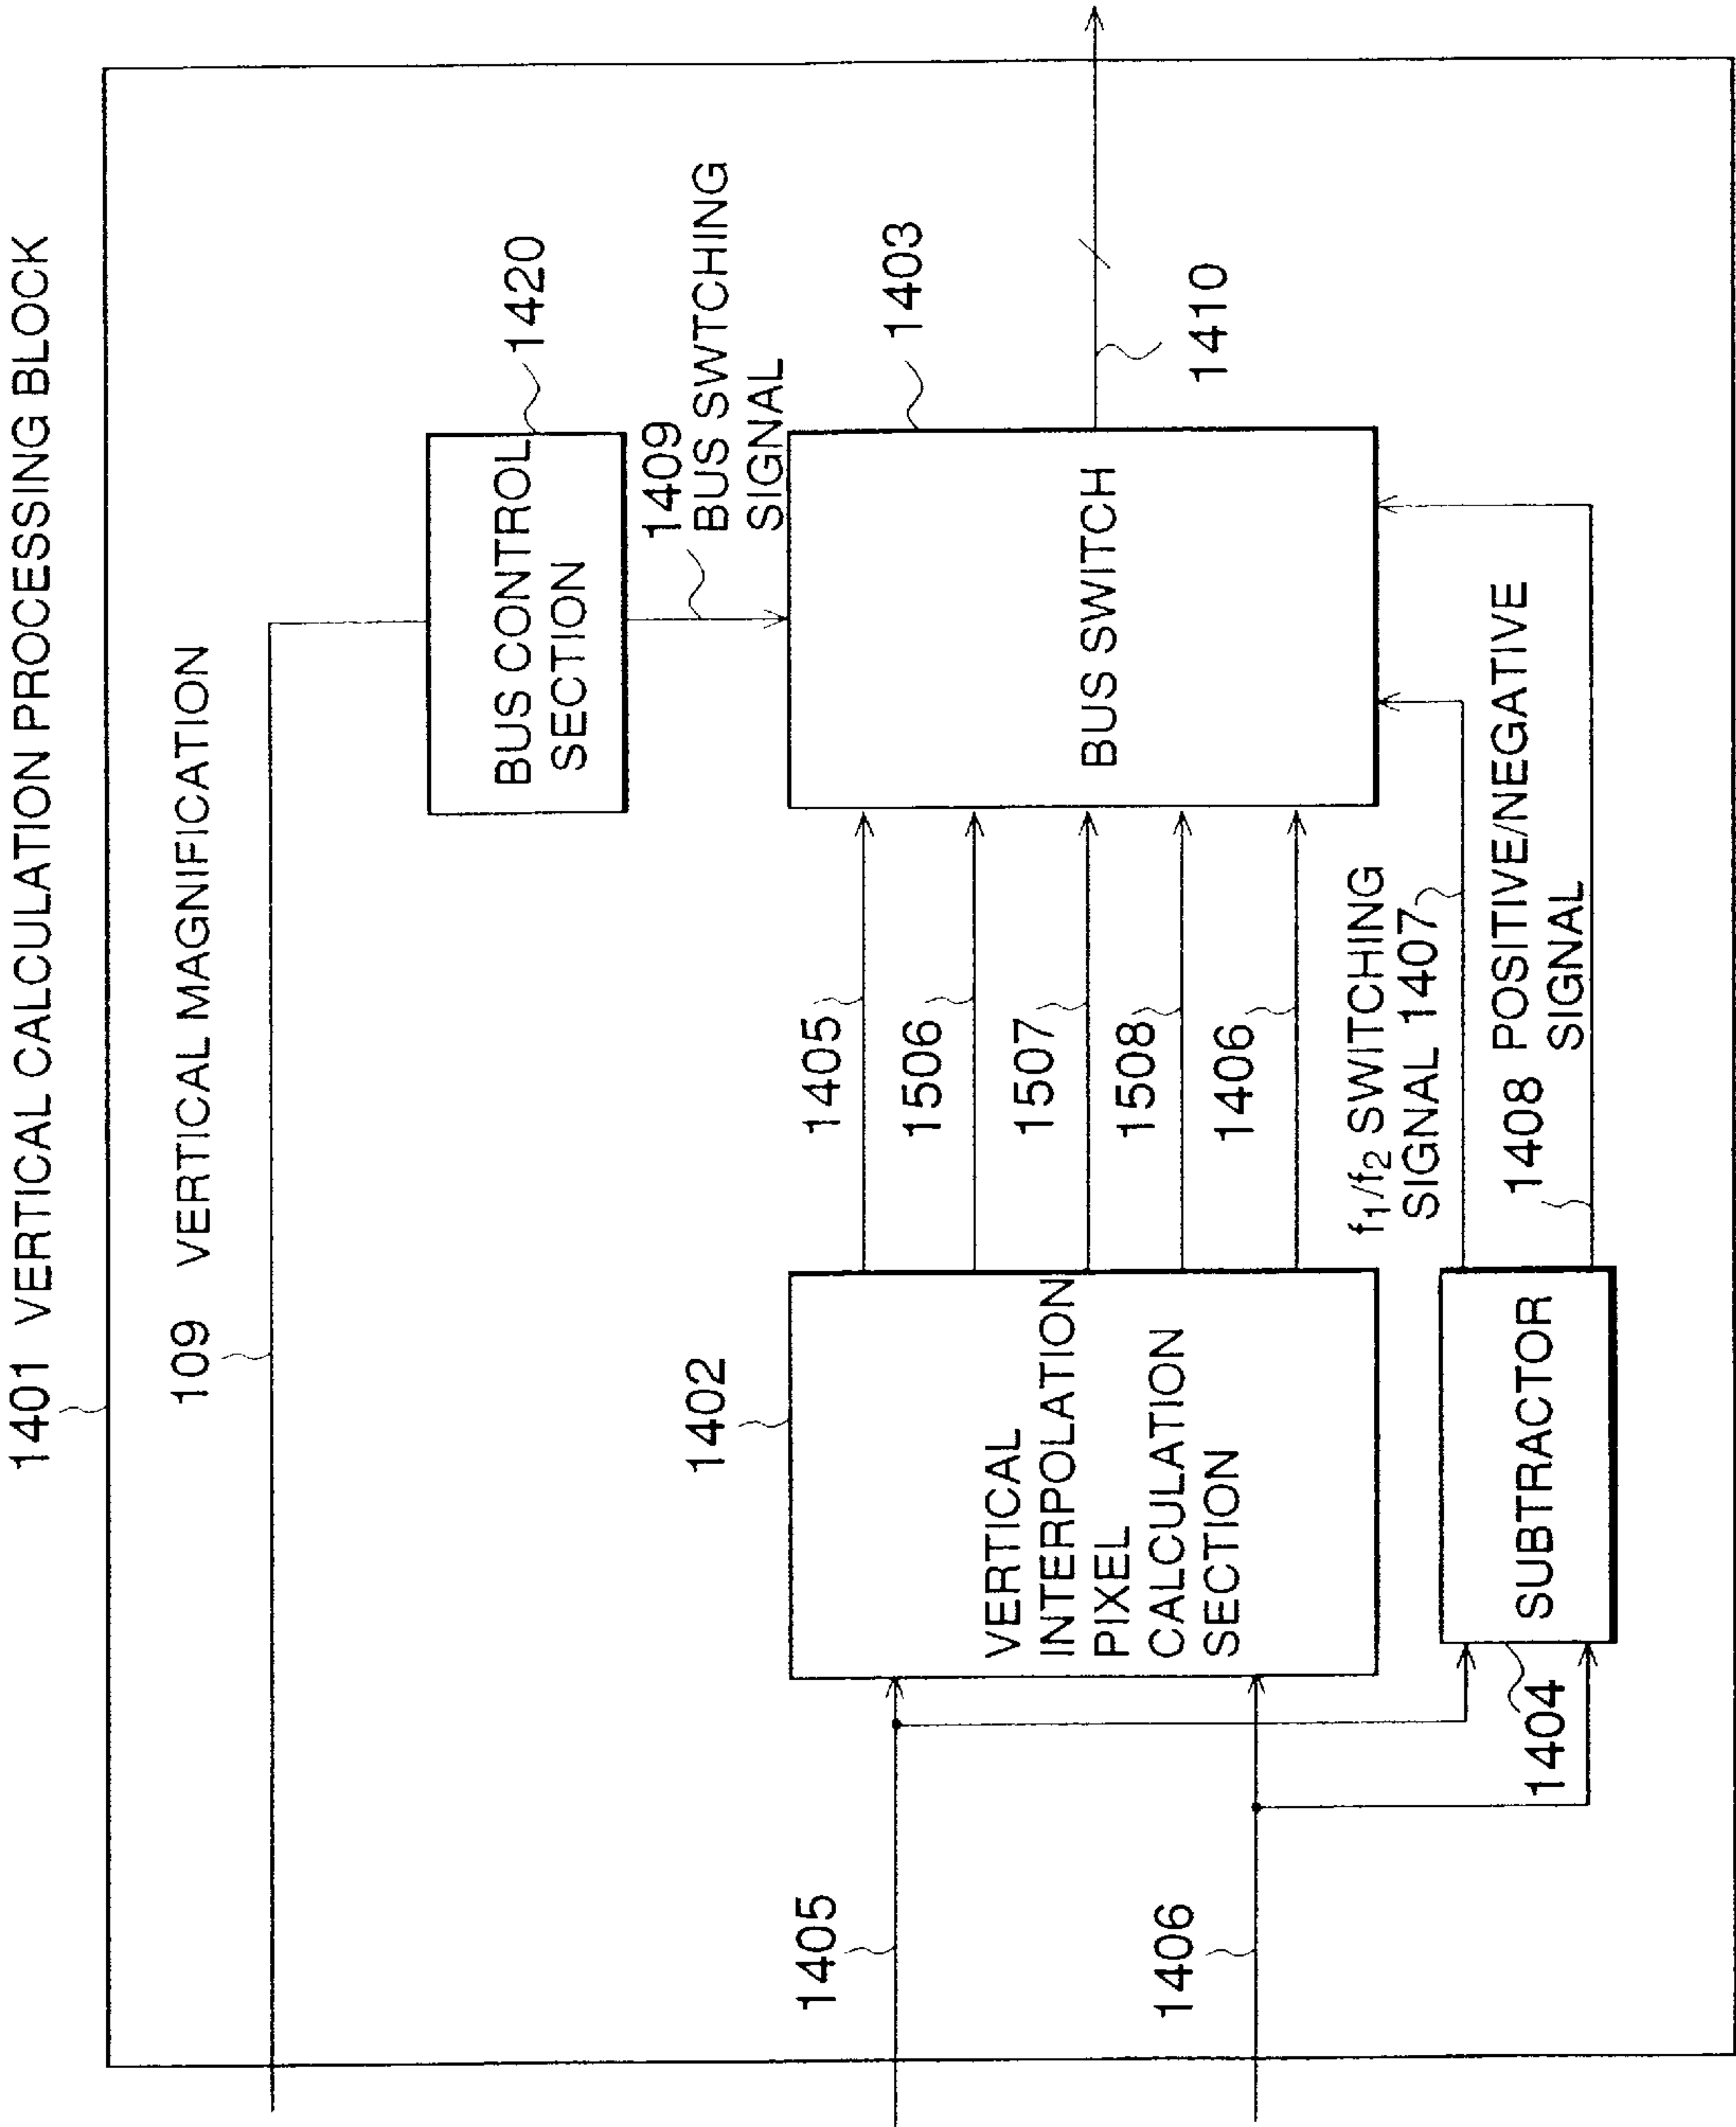 1401 VERTICAL CALCULATION PROCESSING BLOCK
109 VERTICAL MAGNIFICATION
BUS CONTROL
SECTION
1420
1409
BUS SWTCHING
SIGNAL
1402
VERTICAL
INTERPOLATION
PIXEL
CALCULATION
SECTION
1405
1406
1405
1506
1507
1508
1406
BUS SWITCH
1403
1410
f1/f2 SWITCHING
SIGNAL 1407
1408 POSITIVE/NEGATIVE
SIGNAL
SUBTRACTOR
1404